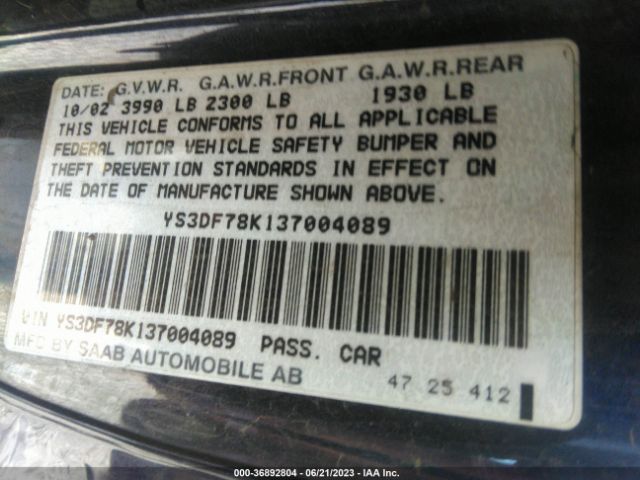 DATE: G.V.W.R. G.A.W.R.FRONT G.A.W.R.REAR
10/02 3990 LB 2300 LB 1930 LB
THIS VEHICLE CONFORMS TO ALL APPLICABLE
FEDERAL MOTOR VEHICLE SAFETY BUMPER AND
THEFT PREVENTION STANDARDS IN EFFECT ON
THE DATE OF MANUFACTURE SHOWN ABOVE.
YS3DF78K137004089
VIN YS3DF78K137004089 PASS. CAR
MFD BY SAAB AUTOMOBILE AB
47 25 412
000-36892804 - 06/21/2023 - IAA Inc.